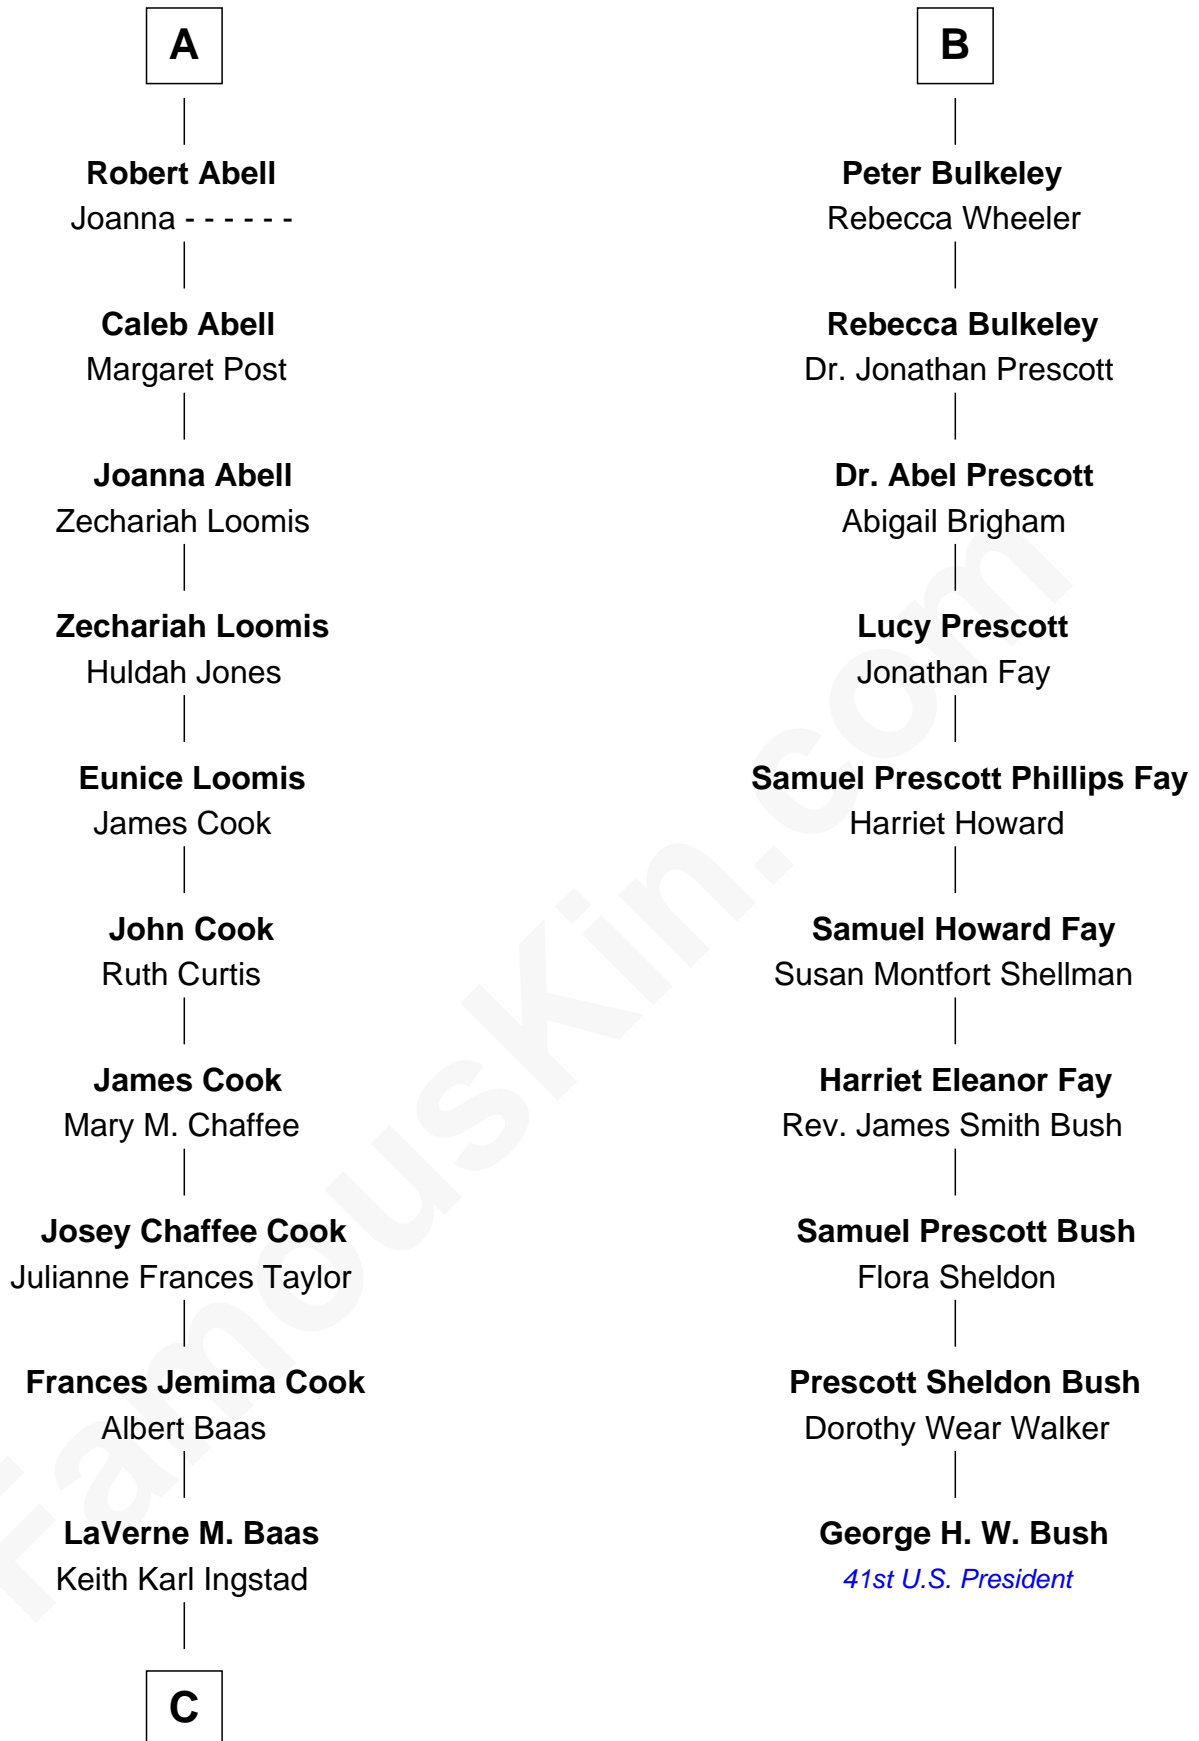 A
Robert Abell
Joanna - - - - - -
Caleb Abell
Margaret Post
Joanna Abell
Zechariah Loomis
Zechariah Loomis
Huldah Jones
Eunice Loomis
James Cook
John Cook
Ruth Curtis
James Cook
Mary M. Chaffee
Josey Chaffee Cook
Julianne Frances Taylor
Frances Jemima Cook
Albert Baas
LaVerne M. Baas
Keith Karl Ingstad
C
B
Peter Bulkeley
Rebecca Wheeler
Rebecca Bulkeley
Dr. Jonathan Prescott
Dr. Abel Prescott
Abigail Brigham
Lucy Prescott
Jonathan Fay
Samuel Prescott Phillips Fay
Harriet Howard
Samuel Howard Fay
Susan Montfort Shellman
Harriet Eleanor Fay
Rev. James Smith Bush
Samuel Prescott Bush
Flora Sheldon
Prescott Sheldon Bush
Dorothy Wear Walker
George H. W. Bush
41st U.S. President
FamousKin.com